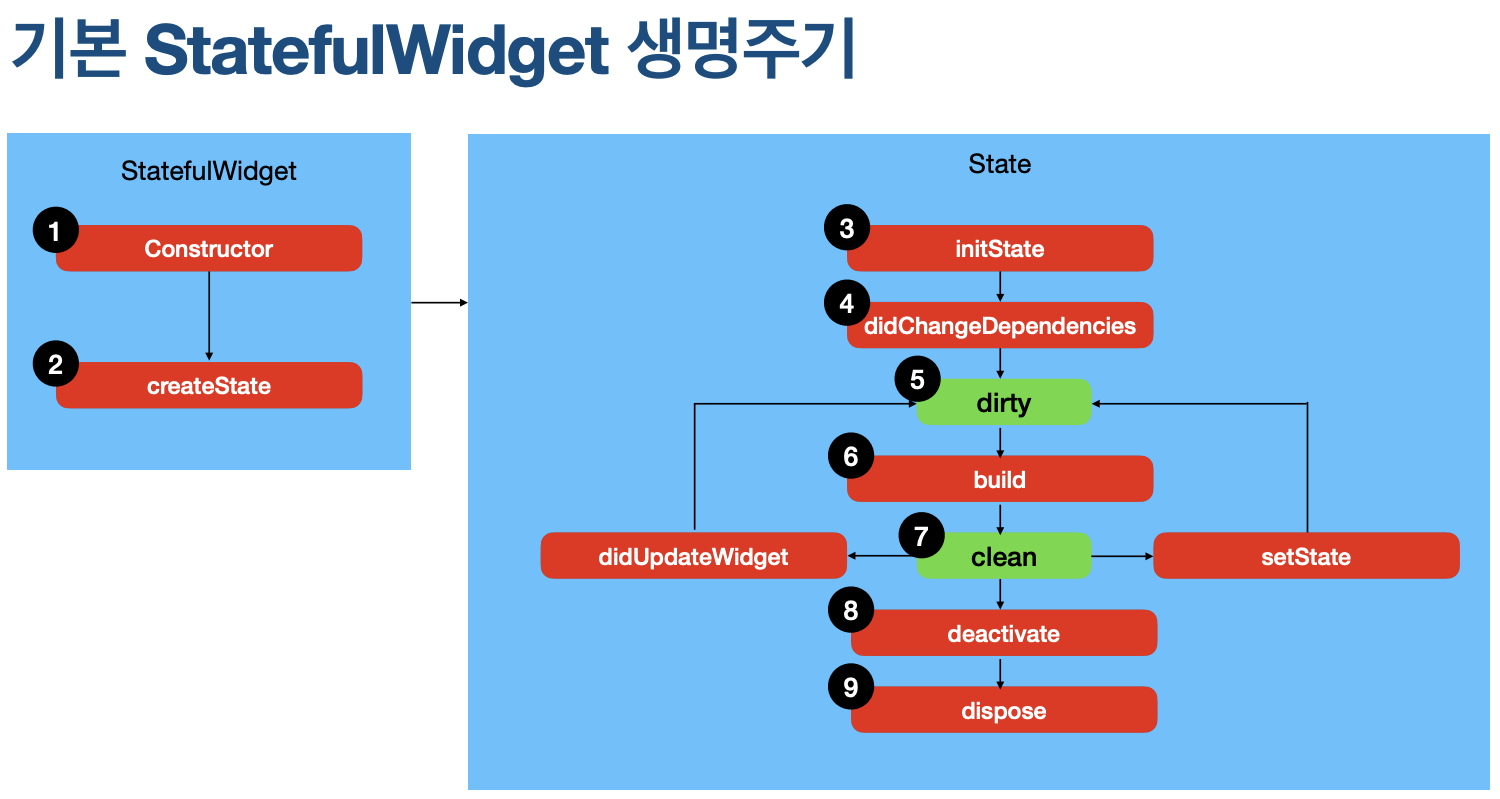 기본 StatefulWidget 생명주기
StatefulWidget
1
Constructor
2
createState
State
3
initState
4
didChangeDependencies
5
dirty
6
build
7
didUpdateWidget
clean
setState
8
deactivate
9
dispose